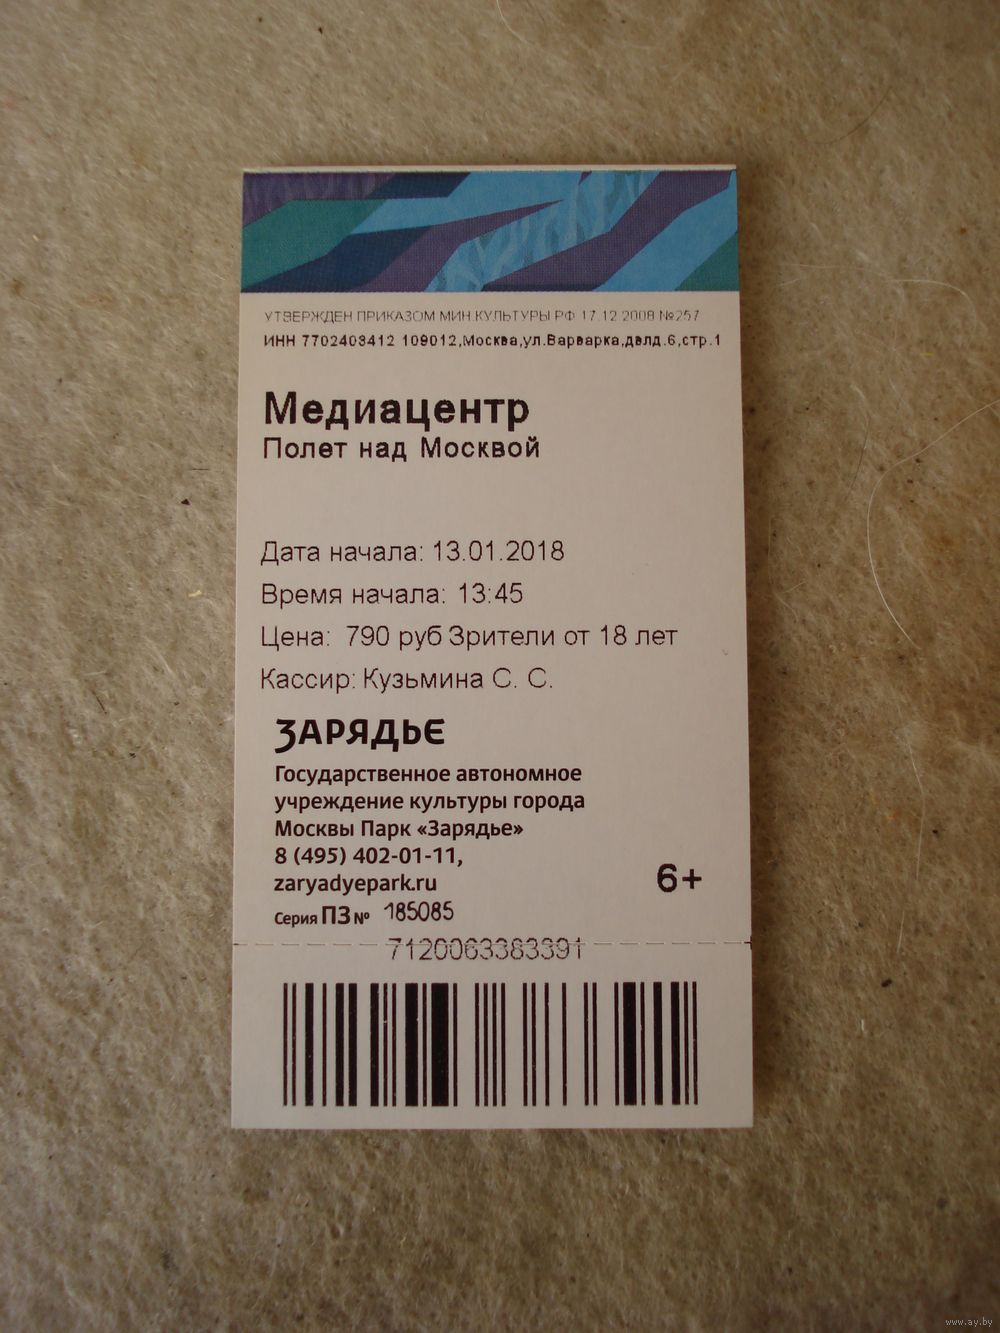 УТВЕРЖДЕН ПРИКАЗОМ МИН.КУЛЬТУРЫ РФ 17.12.2008 №257
ИНН 7702403412 109012,Москва,ул.Варварка,двлд.6,стр.1
Медиацентр
Полет над Москвой
Дата начала: 13.01.2018
Время начала: 13:45
Цена: 790 руб Зрители от 18 лет
Кассир: Кузьмина С. С.
ЗАРЯДЬЕ
Государственное автономное
учреждение культуры города
Москвы Парк «Зарядье»
8 (495) 402-01-11,
zaryadyepark.ru
6+
Серия ПЗ № 185085
7120063383391
www.ay.by